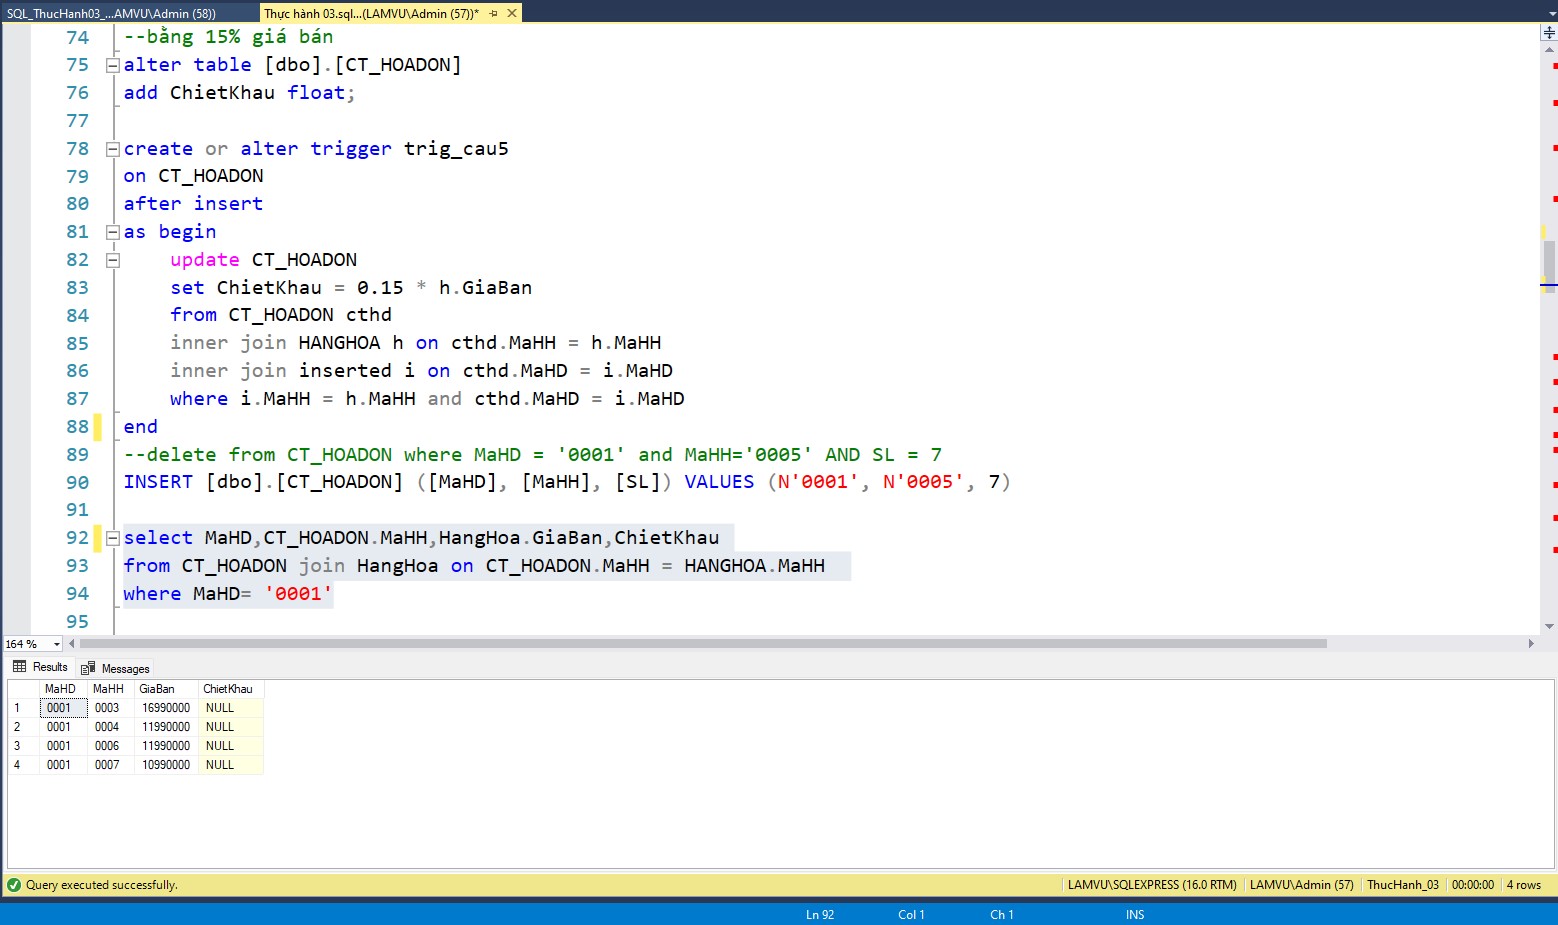 SQL_ThucHanh03_...AMVU\Admin (58))
Thực hành 03.sql...(LAMVU\Admin (57))*
74 --bằng 15% giá bán
75 alter table [dbo].[CT_HOADON]
76 add ChietKhau float;
77
78 create or alter trigger trig_cau5
79 on CT_HOADON
80 after insert
81 as begin
82 update CT_HOADON
83 set ChietKhau = 0.15 * h.GiaBan
84 from CT_HOADON cthd
85 inner join HANGHOA h on cthd.MaHH = h.MaHH
86 inner join inserted i on cthd.MaHD = i.MaHD
87 where i.MaHH = h.MaHH and cthd.MaHD = i.MaHD
88 end
89 --delete from CT_HOADON where MaHD = '0001' and MaHH='0005' AND SL = 7
90 INSERT [dbo].[CT_HOADON] ([MaHD], [MaHH], [SL]) VALUES (N'0001', N'0005', 7)
91
92 select MaHD,CT_HOADON.MaHH,HangHoa.GiaBan,ChietKhau
93 from CT_HOADON join HangHoa on CT_HOADON.MaHH = HANGHOA.MaHH
94 where MaHD= '0001'
95
164 %
Results Messages
MaHD MaHH GiaBan ChietKhau
1 0001 0003 16990000 NULL
2 0001 0004 11990000 NULL
3 0001 0006 11990000 NULL
4 0001 0007 10990000 NULL
Query executed successfully. LAMVU\SQLEXPRESS (16.0 RTM) LAMVU\Admin (57) ThucHanh_03 00:00:00 4 rows
Ln 92 Col 1 Ch 1 INS